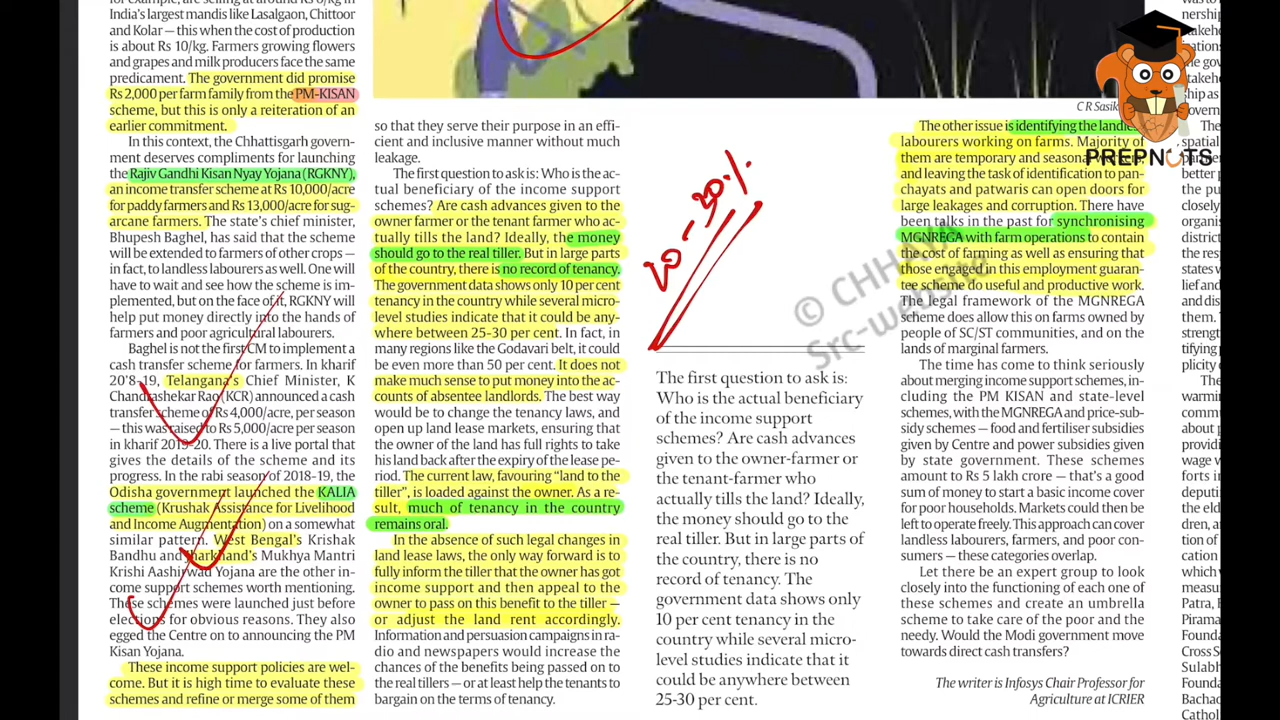 for example, are selling at around Rs 8/kg in
India's largest mandis like Lasalgaon, Chittoor
and Kolar — this when the cost of production
is about Rs 10/kg. Farmers growing flowers
and grapes and milk producers face the same
predicament. The government did promise
Rs 2,000 per farm family from the PM-KISAN
scheme, but this is only a reiteration of an
earlier commitment.
In this context, the Chhattisgarh govern-
ment deserves compliments for launching
the Rajiv Gandhi Kisan Nyay Yojana (RGKNY),
an income transfer scheme at Rs 10,000/acre
for paddy farmers and Rs 13,000/acre for sug-
arcane farmers. The state's chief minister,
Bhupesh Baghel, has said that the scheme
will be extended to farmers of other crops —
in fact, to landless labourers as well. One will
have to wait and see how the scheme is im-
plemented, but on the face of it, RGKNY will
help put money directly into the hands of
farmers and poor agricultural labourers.
Baghel is not the first CM to implement a
cash transfer scheme for farmers. In kharif
2018-19, Telangana's Chief Minister, K
Chandrashekar Rao (KCR) announced a cash
transfer scheme of Rs 4,000/acre, per season
— this was raised to Rs 5,000/acre per season
in kharif 2019-20. There is a live portal that
gives the details of the scheme and its
progress. In the rabi season of 2018-19, the
Odisha government launched the KALIA
scheme (Krushak Assistance for Livelihood
and Income Augmentation) on a somewhat
similar pattern. West Bengal's Krishak
Bandhu and Jharkhand's Mukhya Mantri
Krishi Aashirwad Yojana are the other in-
come support schemes worth mentioning.
These schemes were launched just before
elections for obvious reasons. They also
egged the Centre on to announcing the PM
Kisan Yojana.
These income support policies are wel-
come. But it is high time to evaluate these
schemes and refine or merge some of them
so that they serve their purpose in an effi-
cient and inclusive manner without much
leakage.
The first question to ask is: Who is the ac-
tual beneficiary of the income support
schemes? Are cash advances given to the
owner farmer or the tenant farmer who ac-
tually tills the land? Ideally, the money
should go to the real tiller. But in large parts
of the country, there is no record of tenancy.
The government data shows only 10 per cent
tenancy in the country while several micro-
level studies indicate that it could be any-
where between 25-30 per cent. In fact, in
many regions like the Godavari belt, it could
be even more than 50 per cent. It does not
make much sense to put money into the ac-
counts of absentee landlords. The best way
would be to change the tenancy laws, and
open up land lease markets, ensuring that
the owner of the land has full rights to take
his land back after the expiry of the lease pe-
riod. The current law, favouring "land to the
tiller", is loaded against the owner. As a re-
sult, much of tenancy in the country
remains oral.
In the absence of such legal changes in
land lease laws, the only way forward is to
fully inform the tiller that the owner has got
income support and then appeal to the
owner to pass on this benefit to the tiller —
or adjust the land rent accordingly.
Information and persuasion campaigns in ra-
dio and newspapers would increase the
chances of the benefits being passed on to
the real tillers — or at least help the tenants to
bargain on the terms of tenancy.
20-30%
© CHHA
Src-website
The first question to ask is:
Who is the actual beneficiary
of the income support
schemes? Are cash advances
given to the owner-farmer or
the tenant-farmer who
actually tills the land? Ideally,
the money should go to the
real tiller. But in large parts of
the country, there is no
record of tenancy. The
government data shows only
10 per cent tenancy in the
country while several micro-
level studies indicate that it
could be anywhere between
25-30 per cent.
C R Sasik
PREPNUTS
The other issue is identifying the landless
labourers working on farms. Majority of
them are temporary and seasonal workers,
and leaving the task of identification to pan-
chayats and patwaris can open doors for
large leakages and corruption. There have
been talks in the past for synchronising
MGNREGA with farm operations to contain
the cost of farming as well as ensuring that
those engaged in this employment guaran-
tee scheme do useful and productive work.
The legal framework of the MGNREGA
scheme does allow this on farms owned by
people of SC/ST communities, and on the
lands of marginal farmers.
The time has come to think seriously
about merging income support schemes, in-
cluding the PM KISAN and state-level
schemes, with the MGNREGA and price-sub-
sidy schemes — food and fertiliser subsidies
given by Centre and power subsidies given
by state government. These schemes
amount to Rs 5 lakh crore — that's a good
sum of money to start a basic income cover
for poor households. Markets could then be
left to operate freely. This approach can cover
landless labourers, farmers, and poor con-
sumers — these categories overlap.
Let there be an expert group to look
closely into the functioning of each one of
these schemes and create an umbrella
scheme to take care of the poor and the
needy. Would the Modi government move
towards direct cash transfers?
The writer is Infosys Chair Professor for
Agriculture at ICRIER